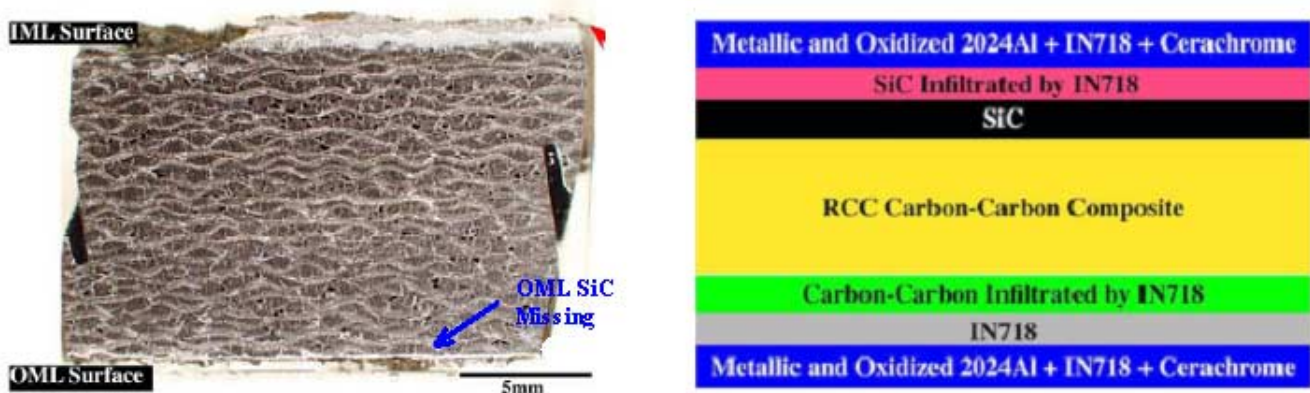 IML Surface
OML SiC
Missing
OML Surface
5mm
Metallic and Oxidized 2024Al + IN718 + Cerachrome
SiC Infiltrated by IN718
SiC
RCC Carbon-Carbon Composite
Carbon-Carbon Infiltrated by IN718
IN718
Metallic and Oxidized 2024Al + IN718 + Cerachrome